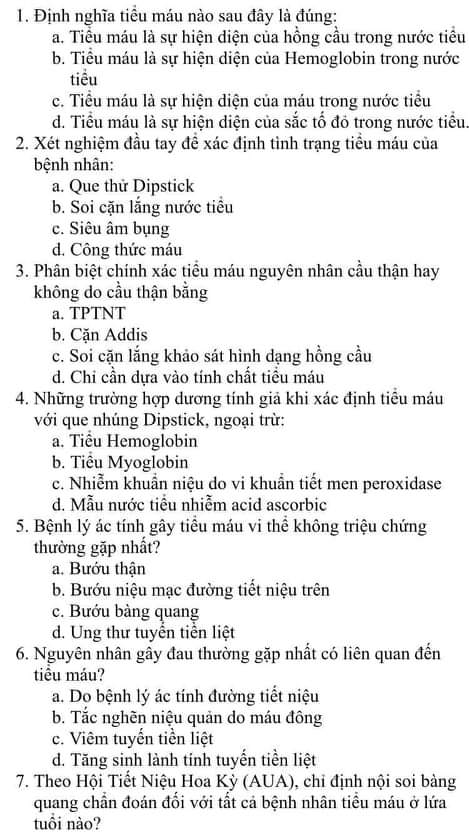 1. Định nghĩa tiểu máu nào sau đây là đúng:
a. Tiểu máu là sự hiện diện của hồng cầu trong nước tiểu
b. Tiểu máu là sự hiện diện của Hemoglobin trong nước
tiểu
c. Tiểu máu là sự hiện diện của máu trong nước tiểu
d. Tiểu máu là sự hiện diện của sắc tố đỏ trong nước tiểu.
2. Xét nghiệm đầu tay để xác định tình trạng tiểu máu của
bệnh nhân:
a. Que thử Dipstick
b. Soi cặn lắng nước tiểu
c. Siêu âm bụng
d. Công thức máu
3. Phân biệt chính xác tiểu máu nguyên nhân cầu thận hay
không do cầu thận bằng
a. TPTNT
b. Cặn Addis
c. Soi cặn lắng khảo sát hình dạng hồng cầu
d. Chỉ cần dựa vào tính chất tiểu máu
4. Những trường hợp dương tính giả khi xác định tiểu máu
với que nhúng Dipstick, ngoại trừ:
a. Tiểu Hemoglobin
b. Tiểu Myoglobin
c. Nhiễm khuẩn niệu do vi khuẩn tiết men peroxidase
d. Mẫu nước tiểu nhiễm acid ascorbic
5. Bệnh lý ác tính gây tiểu máu vi thể không triệu chứng
thường gặp nhất?
a. Bướu thận
b. Bướu niệu mạc đường tiết niệu trên
c. Bướu bàng quang
d. Ung thư tuyến tiền liệt
6. Nguyên nhân gây đau thường gặp nhất có liên quan đến
tiểu máu?
a. Do bệnh lý ác tính đường tiết niệu
b. Tắc nghẽn niệu quản do máu đông
c. Viêm tuyến tiền liệt
d. Tăng sinh lành tính tuyến tiền liệt
7. Theo Hội Tiết Niệu Hoa Kỳ (AUA), chỉ định nội soi bàng
quang chẩn đoán đối với tất cả bệnh nhân tiểu máu ở lứa
tuổi nào?